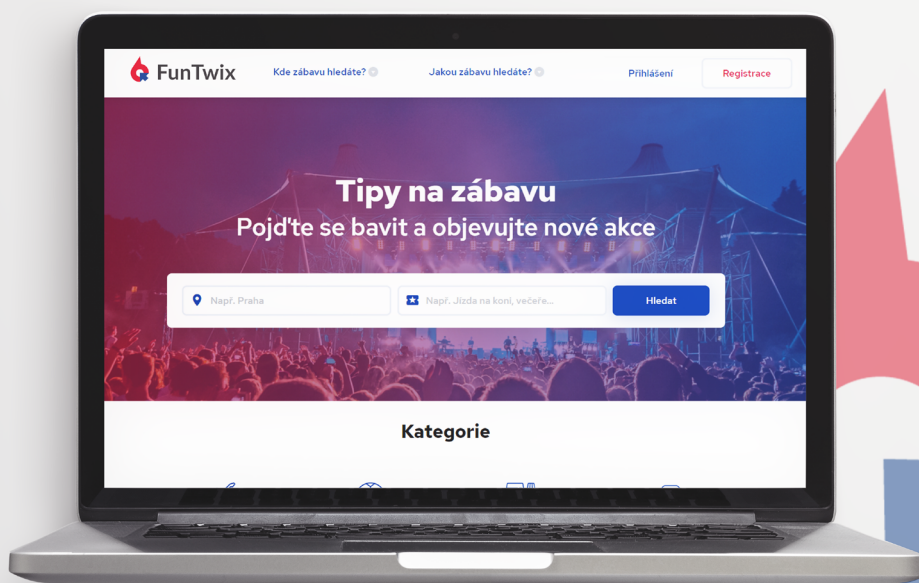 FunTwix
Kde zábavu hledáte?
Jakou zábavu hledáte?
Přihlášení
Registrace
Tipy na zábavu
Pojďte se bavit a objevujte nové akce
Např. Praha
Např. Jízda na koni, večeře...
Hledat
Kategorie